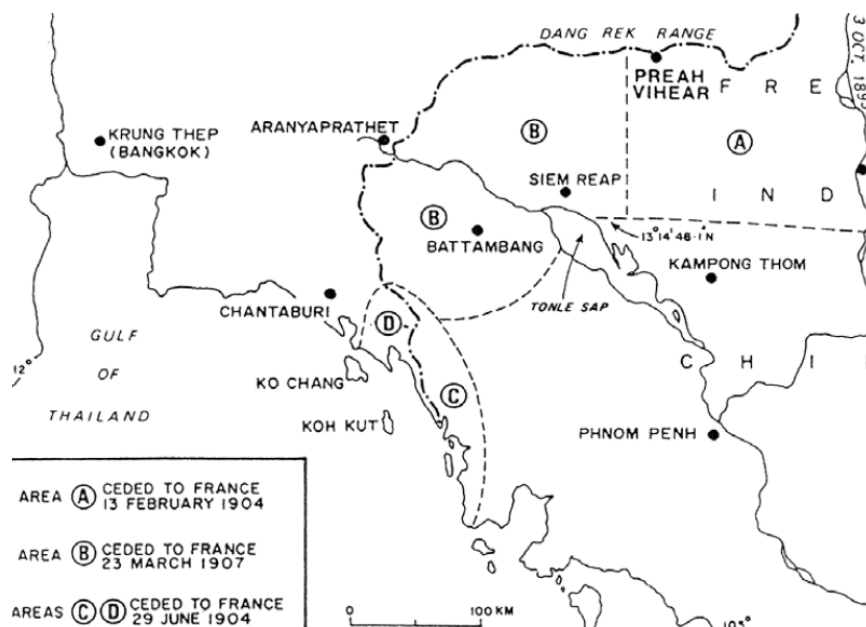 DANG REK RANGE
3 OCT, 189
PREAH
VIHEAR
F R E
KRUNG THEP
(BANGKOK)
ARANYAPRATHET
B
A
SIEM REAP
I N D
B
BATTAMBANG
13° 14' 46·1" N
KAMPONG THOM
TONLE SAP
CHANTABURI
D
GULF
OF
THAILAND
12°
KO CHANG
C H I
C
KOH KUT
PHNOM PENH
AREA A CEDED TO FRANCE
13 FEBRUARY 1904
AREA B CEDED TO FRANCE
23 MARCH 1907
AREAS C D CEDED TO FRANCE
29 JUNE 1904
0 100 KM